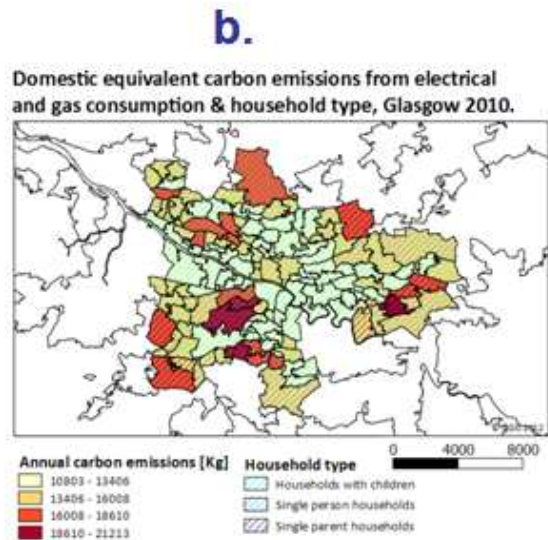 b.
Domestic equivalent carbon emissions from electrical
and gas consumption & household type, Glasgow 2010.
Annual carbon emissions [Kg]
10803 - 13406
13406 - 16008
16008 - 18610
18610 - 21213
Household type
Households with children
Single person households
Single parent households
0 4000 8000